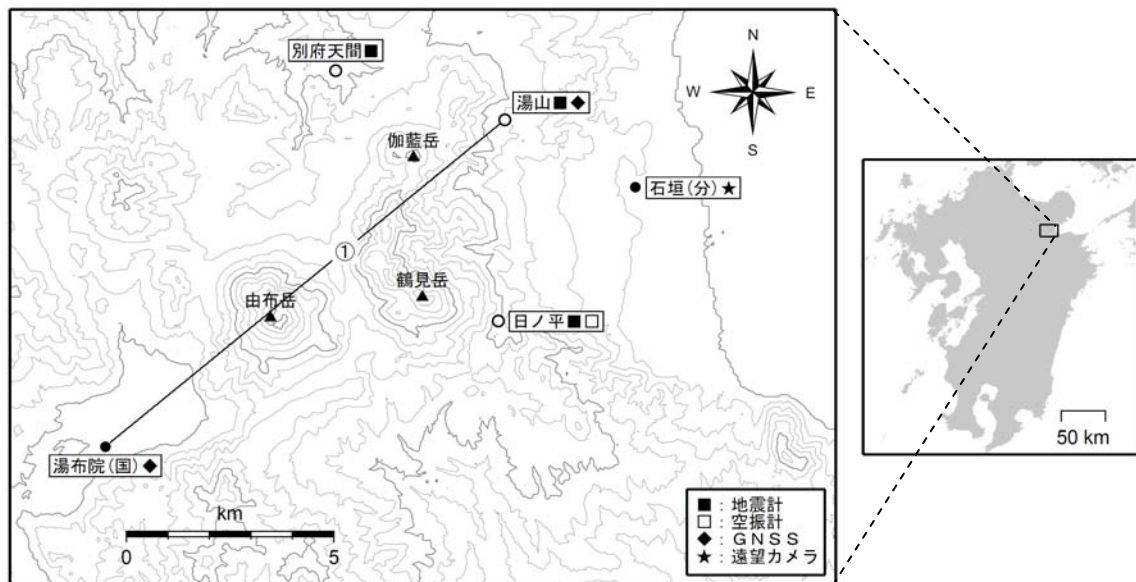 別府天間■
N
湯山■◆
W
E
伽藍岳
S
石垣(分)★
①
鶴見岳
由布岳
日ノ平■□
湯布院(国)◆
50 km
km
0
5
■:地震計
□:空振計
◆:GNSS
★:遠望カメラ